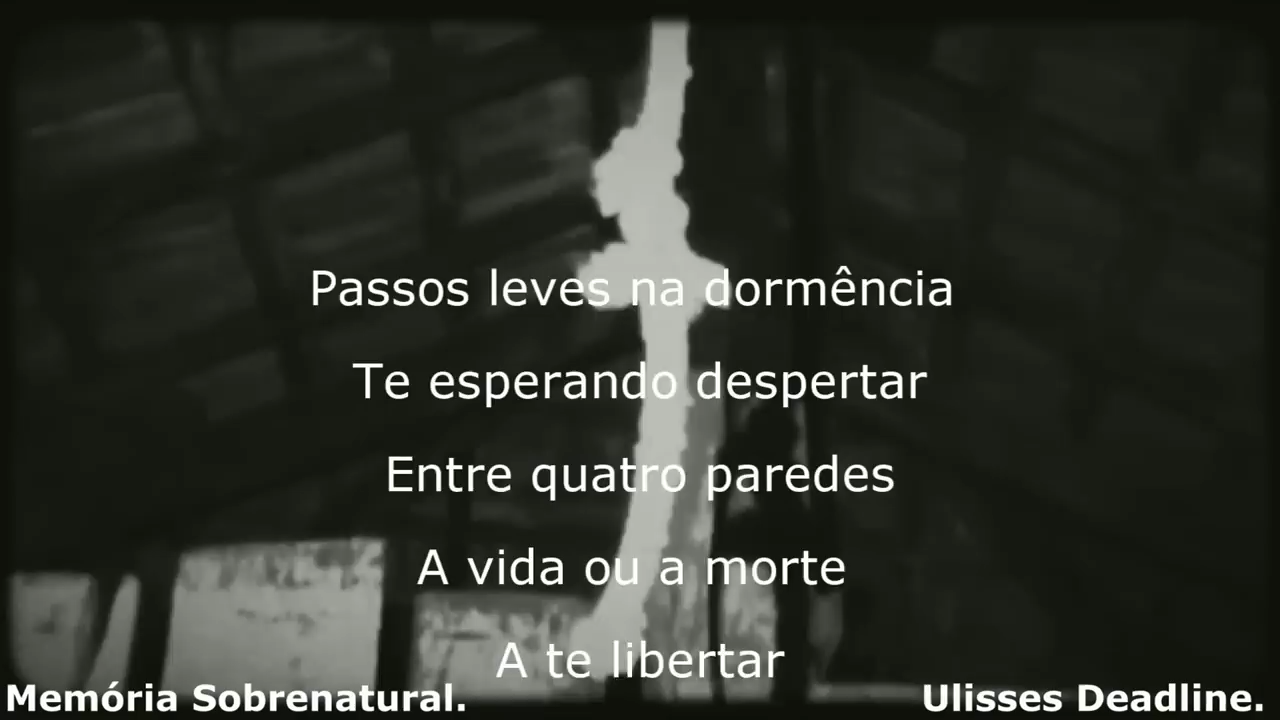 Passos leves na dormência
Te esperando despertar
Entre quatro paredes
A vida ou a morte
A te libertar
Memória Sobrenatural.
Ulisses Deadline.